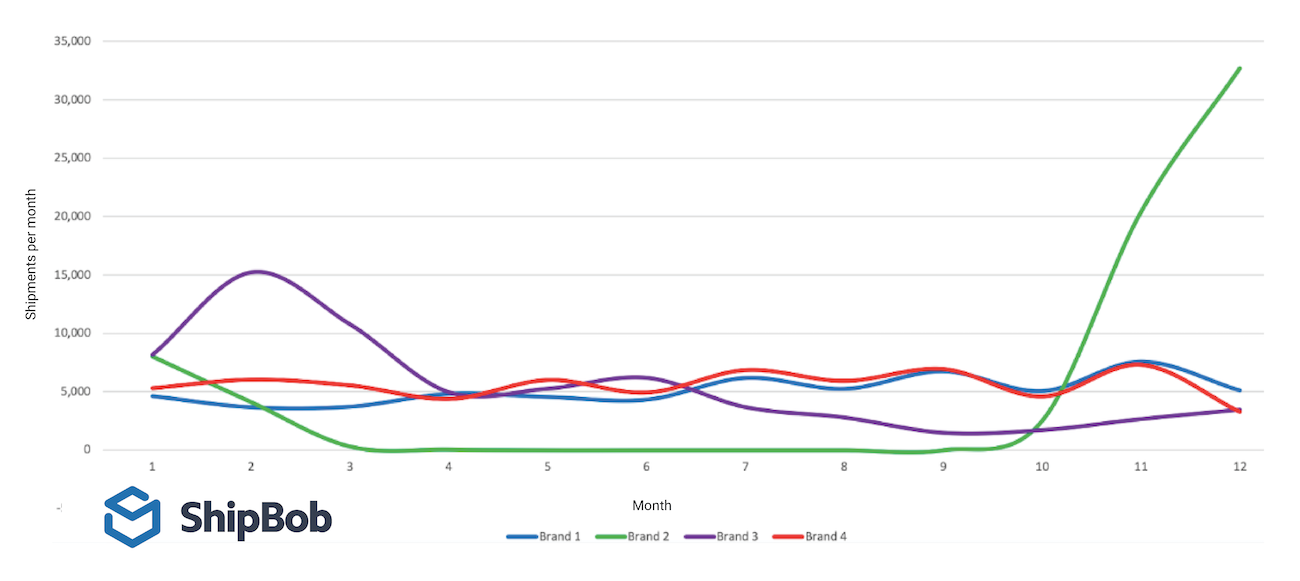 35,000
30,000
25,000
20,000
15,000
10,000
5,000
0
Shipments per month
1 2 3 4 5 6 7 8 9 10 11 12
Month
ShipBob
Brand 1 Brand 2 Brand 3 Brand 4